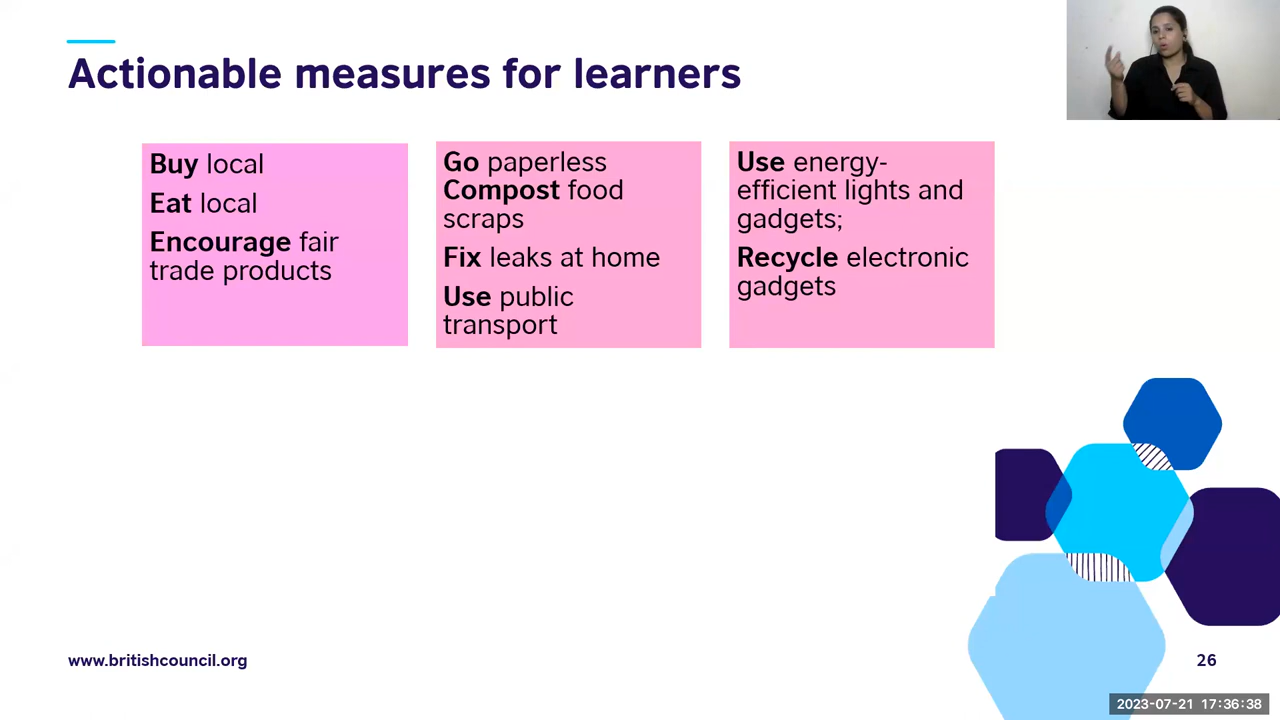 Actionable measures for learners
Buy local
Eat local
Encourage fair
trade products
Go paperless
Compost food
scraps
Fix leaks at home
Use public
transport
Use energy-
efficient lights and
gadgets;
Recycle electronic
gadgets
www.britishcouncil.org
26
2023-07-21 17:36:38